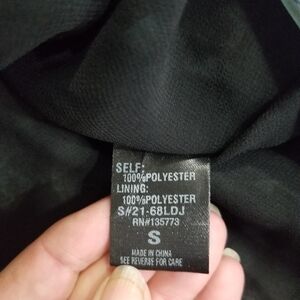 SELF:
100%POLYESTER
LINING:
100%POLYESTER
S#21-68LDJ
RN#135773
S
MADE IN CHINA
SEE REVERSE FOR CARE